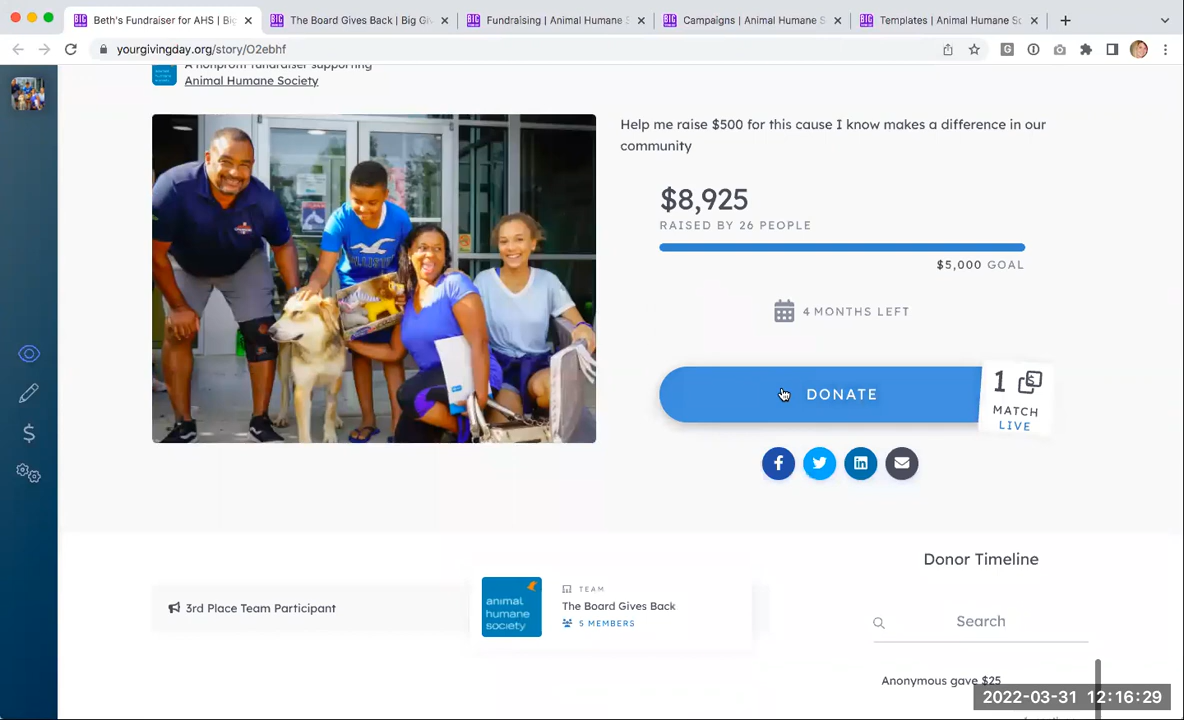 Beth's Fundraiser for AHS | Bi
The Board Gives Back | Big Giv
Fundraising | Animal Humane S
Campaigns | Animal Humane S
Templates | Animal Humane So
yourgivingday.org/story/O2ebhf
A nonprofit fundraiser supporting
Animal Humane Society
Help me raise $500 for this cause I know makes a difference in our
community
$8,925
RAISED BY 26 PEOPLE
$5,000 GOAL
4 MONTHS LEFT
DONATE
1
MATCH
LIVE
Donor Timeline
3rd Place Team Participant
animal
humane
society
TEAM
The Board Gives Back
5 MEMBERS
Search
Anonymous gave $25
2022-03-31 12:16:29